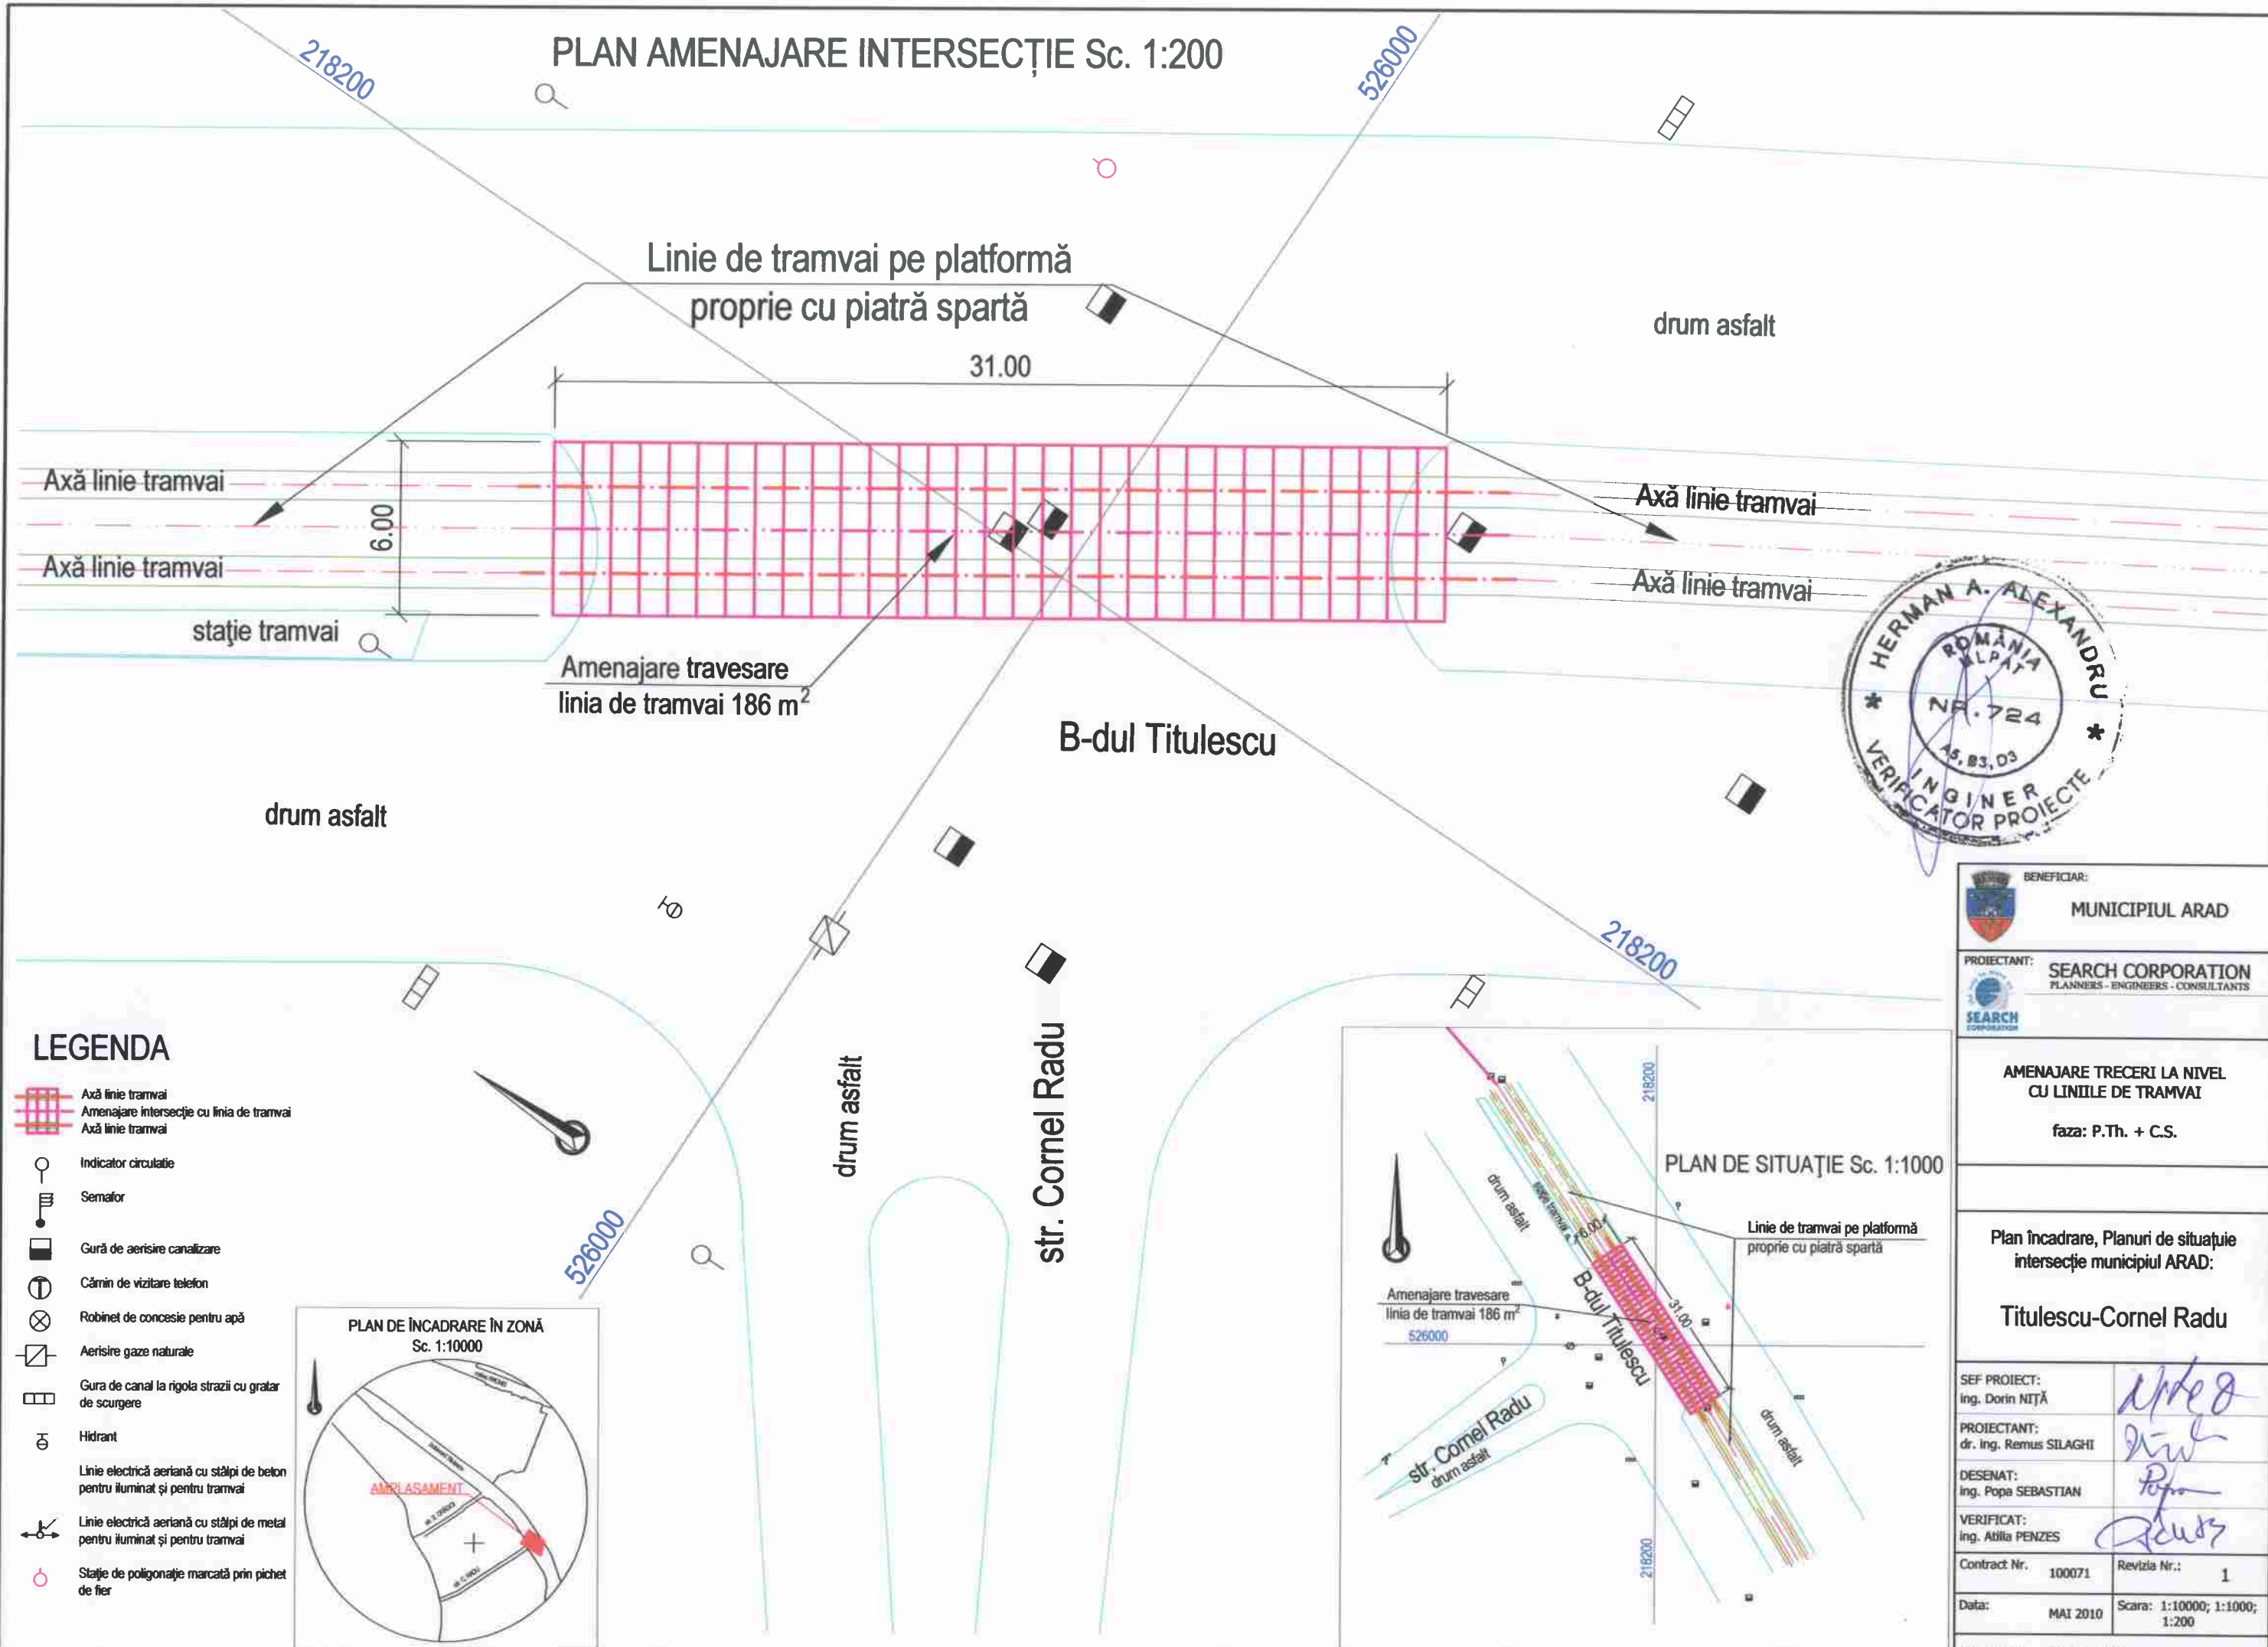 PLAN AMENAJARE INTERSECȚIE Sc. 1:200
218200
526000
Linie de tramvai pe platformă
proprie cu piatră spartă
drum asfalt
31.00
6.00
Axă linie tramvai
Axă linie tramvai
Axă linie tramvai
Axă linie tramvai
stație tramvai
Amenajare travesare
linia de tramvai 186 m²
B-dul Titulescu
drum asfalt
HERMAN A. ALEXANDRU
ROMÂNIA
MLPAT
NR. 724
A5, B3, D3
INGINER
VERIFICATOR PROIECTE
218200
526000
drum asfalt
str. Cornel Radu
LEGENDA
Axă linie tramvai
Amenajare intersecție cu linia de tramvai
Axă linie tramvai
Indicator circulatie
Semafor
Gură de aerisire canalizare
Cămin de vizitare telefon
Robinet de concesie pentru apă
Aerisire gaze naturale
Gura de canal la rigola strazii cu gratar
de scurgere
Hidrant
Linie electrică aeriană cu stâlpi de beton
pentru iluminat și pentru tramvai
Linie electrică aeriană cu stâlpi de metal
pentru iluminat și pentru tramvai
Stație de poligonație marcată prin pichet
de fier
PLAN DE ÎNCADRARE ÎN ZONĂ
Sc. 1:10000
AMPLASAMENT
PLAN DE SITUAȚIE Sc. 1:1000
218200
drum asfalt
stație tramvai
6.00
Linie de tramvai pe platformă
proprie cu piatră spartă
Amenajare travesare
linia de tramvai 186 m²
526000
31.00
B-dul Titulescu
str. Cornel Radu
drum asfalt
drum asfalt
218200
BENEFICIAR:
MUNICIPIUL ARAD
PROIECTANT:
SEARCH CORPORATION
PLANNERS - ENGINEERS - CONSULTANTS
SEARCH
CORPORATION
AMENAJARE TRECERI LA NIVEL
CU LINIILE DE TRAMVAI
faza: P.Th. + C.S.
Plan încadrare, Planuri de situațuie
intersecție municipiul ARAD:
Titulescu-Cornel Radu
SEF PROIECT:
ing. Dorin NIȚĂ
PROIECTANT:
dr. ing. Remus SILAGHI
DESENAT:
ing. Popa SEBASTIAN
VERIFICAT:
ing. Atilia PENZES
Contract Nr. 100071
Revizia Nr.: 1
Data: MAI 2010
Scara: 1:10000; 1:1000;
1:200